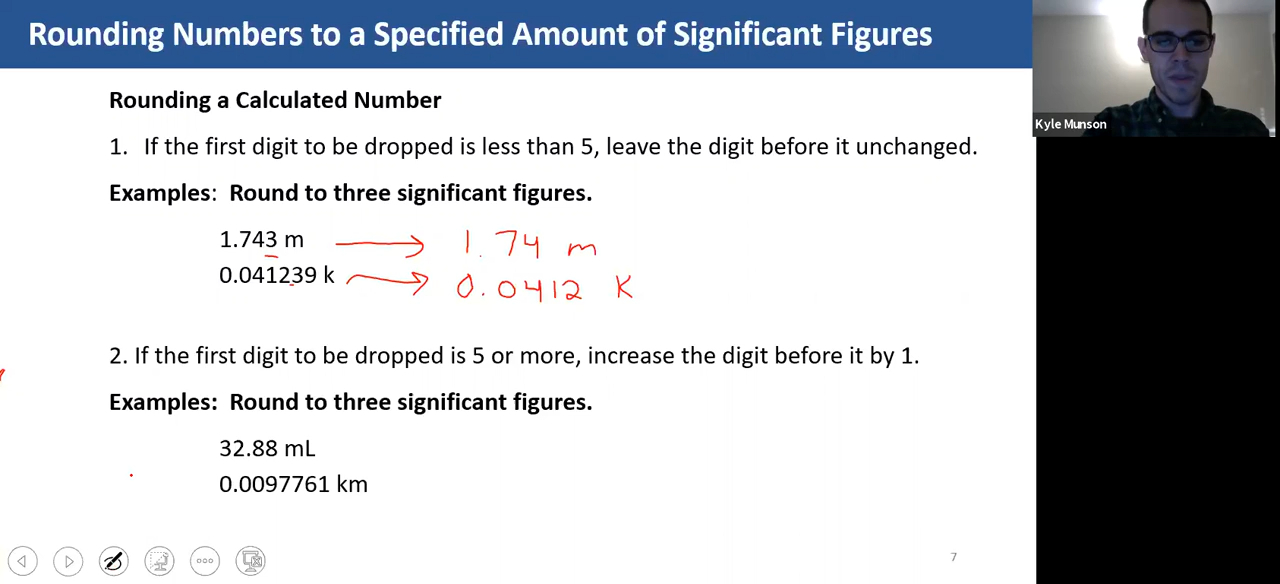 Rounding Numbers to a Specified Amount of Significant Figures
Kyle Munson
Rounding a Calculated Number
1. If the first digit to be dropped is less than 5, leave the digit before it unchanged.
Examples: Round to three significant figures.
1.743 m → 1.74 m
0.041239 k → 0.0412 K
2. If the first digit to be dropped is 5 or more, increase the digit before it by 1.
Examples: Round to three significant figures.
32.88 mL
0.0097761 km
7